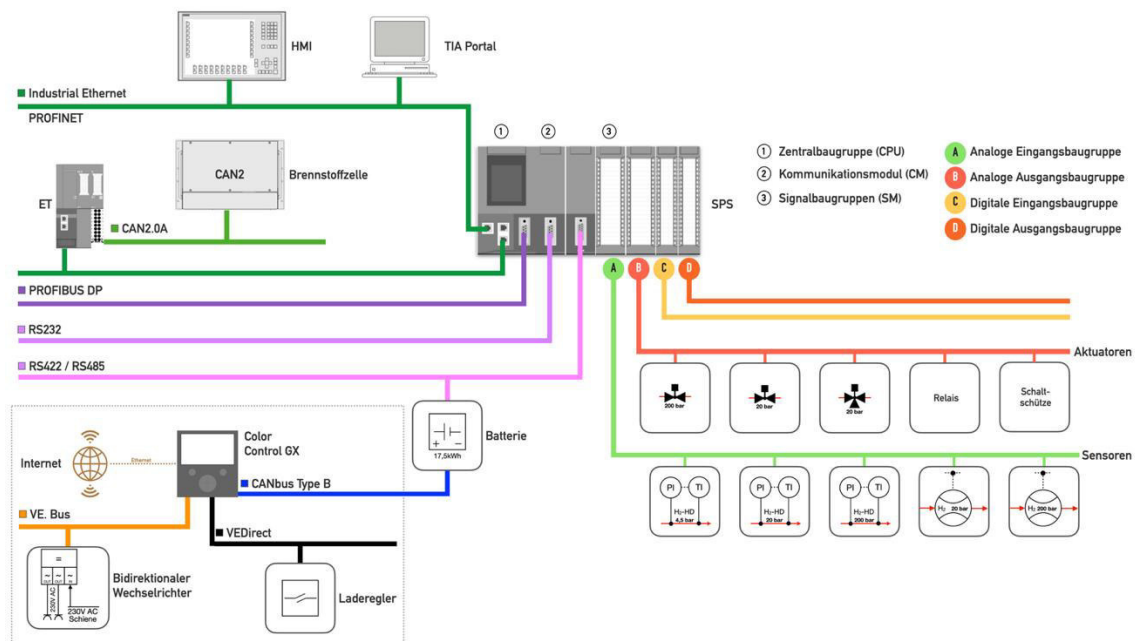 HMI
TIA Portal
Industrial Ethernet
PROFINET
1
2
3
1 Zentralbaugruppe (CPU)
2 Kommunikationsmodul (CM)
3 Signalbaugruppen (SM)
A Analoge Eingangsbaugruppe
B Analoge Ausgangsbaugruppe
C Digitale Eingangsbaugruppe
D Digitale Ausgangsbaugruppe
CAN2
Brennstoffzelle
ET
SPS
CAN2.0A
A B C D
PROFIBUS DP
RS232
RS422 / RS485
Aktuatoren
200 bar
20 bar
20 bar
Relais
Schalt-
schütze
Batterie
+ −
17,5kWh
Color
Control GX
Internet
Ethernet
CANbus Type B
Sensoren
PI TI
H₂-HD
4,5 bar
PI TI
H₂-HD
20 bar
PI TI
H₂-HD
200 bar
H₂ 20 bar
H₂ 200 bar
VE. Bus
VEDirect
Bidirektionaler
Wechselrichter
=
~ ~ ~
230V AC
230V AC
Schiene
Laderegler